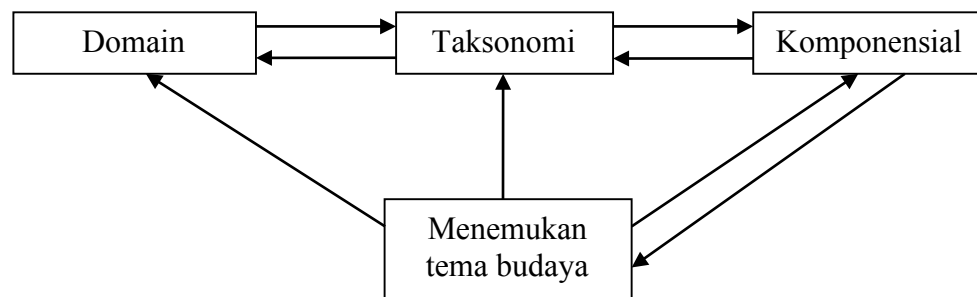 Domain
Taksonomi
Komponensial
Menemukan
tema budaya